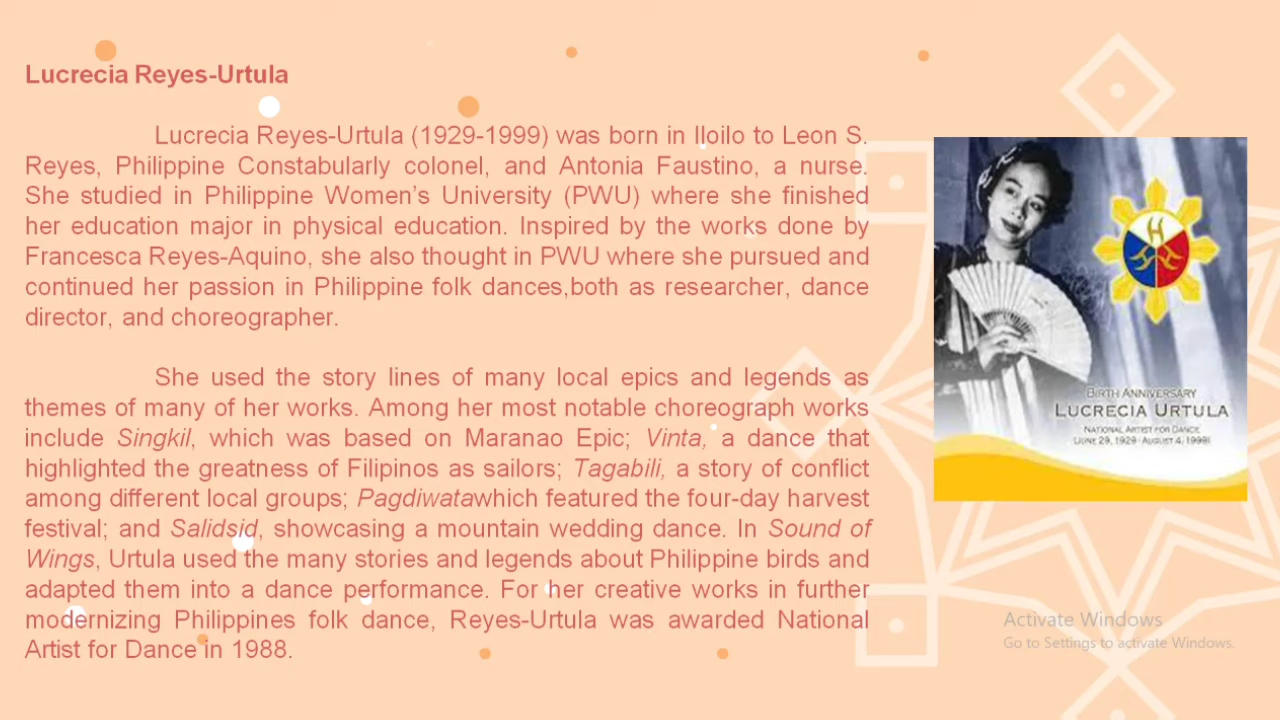 Lucrecia Reyes-Urtula
Lucrecia Reyes-Urtula (1929-1999) was born in Iloilo to Leon S.
Reyes, Philippine Constabularly colonel, and Antonia Faustino, a nurse.
She studied in Philippine Women’s University (PWU) where she finished
her education major in physical education. Inspired by the works done by
Francesca Reyes-Aquino, she also thought in PWU where she pursued and
continued her passion in Philippine folk dances,both as researcher, dance
director, and choreographer.
She used the story lines of many local epics and legends as
themes of many of her works. Among her most notable choreograph works
include Singkil, which was based on Maranao Epic; Vinta, a dance that
highlighted the greatness of Filipinos as sailors; Tagabili, a story of conflict
among different local groups; Pagdiwatawhich featured the four-day harvest
festival; and Salidsid, showcasing a mountain wedding dance. In Sound of
Wings, Urtula used the many stories and legends about Philippine birds and
adapted them into a dance performance. For her creative works in further
modernizing Philippines folk dance, Reyes-Urtula was awarded National
Artist for Dance in 1988.
H
BIRTH ANNIVERSARY
LUCRECIA URTULA
NATIONAL ARTIST FOR DANCE
(JUNE 29, 1929 - AUGUST 4, 1999)
Activate Windows
Go to Settings to activate Windows.